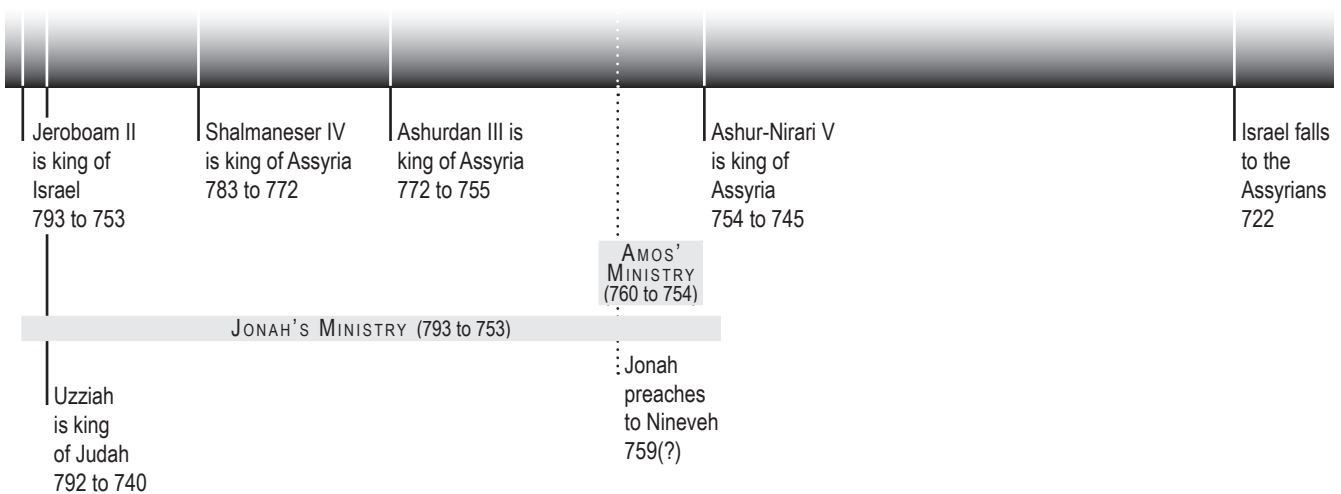 Jeroboam II
is king of
Israel
793 to 753
Shalmaneser IV
is king of Assyria
783 to 772
Ashurdan III is
king of Assyria
772 to 755
Ashur-Nirari V
is king of
Assyria
754 to 745
Israel falls
to the
Assyrians
722
AMOS'
MINISTRY
(760 to 754)
JONAH'S MINISTRY (793 to 753)
Uzziah
is king
of Judah
792 to 740
Jonah
preaches
to Nineveh
759(?)